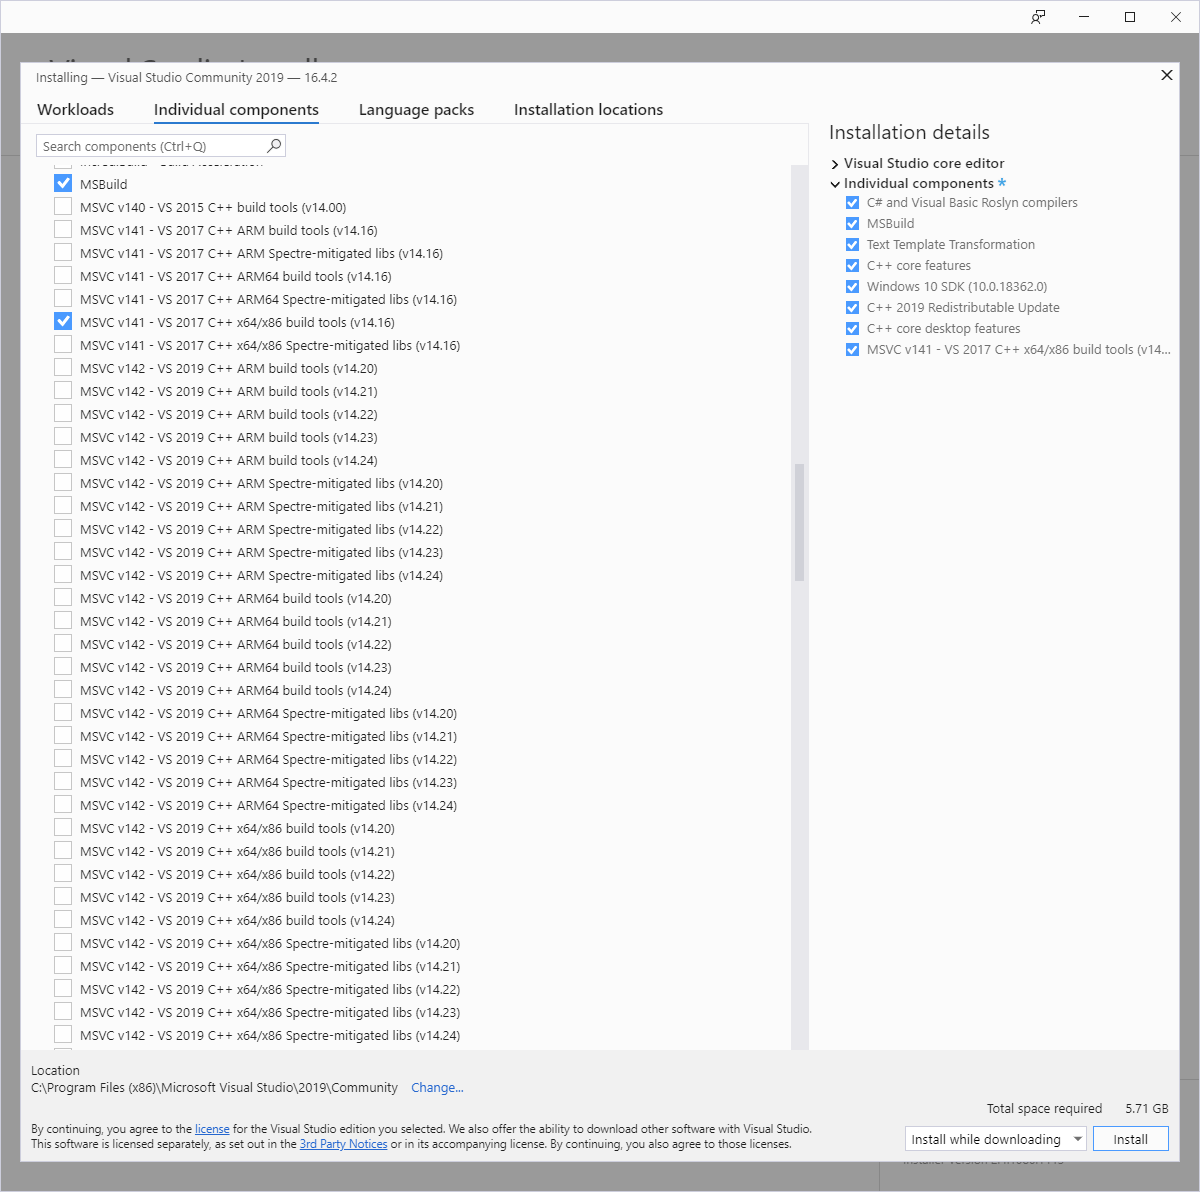 Installing — Visual Studio Community 2019 — 16.4.2
Workloads
Individual components
Language packs
Installation locations
Search components (Ctrl+Q)
MSBuild
MSVC v140 - VS 2015 C++ build tools (v14.00)
MSVC v141 - VS 2017 C++ ARM build tools (v14.16)
MSVC v141 - VS 2017 C++ ARM Spectre-mitigated libs (v14.16)
MSVC v141 - VS 2017 C++ ARM64 build tools (v14.16)
MSVC v141 - VS 2017 C++ ARM64 Spectre-mitigated libs (v14.16)
MSVC v141 - VS 2017 C++ x64/x86 build tools (v14.16)
MSVC v141 - VS 2017 C++ x64/x86 Spectre-mitigated libs (v14.16)
MSVC v142 - VS 2019 C++ ARM build tools (v14.20)
MSVC v142 - VS 2019 C++ ARM build tools (v14.21)
MSVC v142 - VS 2019 C++ ARM build tools (v14.22)
MSVC v142 - VS 2019 C++ ARM build tools (v14.23)
MSVC v142 - VS 2019 C++ ARM build tools (v14.24)
MSVC v142 - VS 2019 C++ ARM Spectre-mitigated libs (v14.20)
MSVC v142 - VS 2019 C++ ARM Spectre-mitigated libs (v14.21)
MSVC v142 - VS 2019 C++ ARM Spectre-mitigated libs (v14.22)
MSVC v142 - VS 2019 C++ ARM Spectre-mitigated libs (v14.23)
MSVC v142 - VS 2019 C++ ARM Spectre-mitigated libs (v14.24)
MSVC v142 - VS 2019 C++ ARM64 build tools (v14.20)
MSVC v142 - VS 2019 C++ ARM64 build tools (v14.21)
MSVC v142 - VS 2019 C++ ARM64 build tools (v14.22)
MSVC v142 - VS 2019 C++ ARM64 build tools (v14.23)
MSVC v142 - VS 2019 C++ ARM64 build tools (v14.24)
MSVC v142 - VS 2019 C++ ARM64 Spectre-mitigated libs (v14.20)
MSVC v142 - VS 2019 C++ ARM64 Spectre-mitigated libs (v14.21)
MSVC v142 - VS 2019 C++ ARM64 Spectre-mitigated libs (v14.22)
MSVC v142 - VS 2019 C++ ARM64 Spectre-mitigated libs (v14.23)
MSVC v142 - VS 2019 C++ ARM64 Spectre-mitigated libs (v14.24)
MSVC v142 - VS 2019 C++ x64/x86 build tools (v14.20)
MSVC v142 - VS 2019 C++ x64/x86 build tools (v14.21)
MSVC v142 - VS 2019 C++ x64/x86 build tools (v14.22)
MSVC v142 - VS 2019 C++ x64/x86 build tools (v14.23)
MSVC v142 - VS 2019 C++ x64/x86 build tools (v14.24)
MSVC v142 - VS 2019 C++ x64/x86 Spectre-mitigated libs (v14.20)
MSVC v142 - VS 2019 C++ x64/x86 Spectre-mitigated libs (v14.21)
MSVC v142 - VS 2019 C++ x64/x86 Spectre-mitigated libs (v14.22)
MSVC v142 - VS 2019 C++ x64/x86 Spectre-mitigated libs (v14.23)
MSVC v142 - VS 2019 C++ x64/x86 Spectre-mitigated libs (v14.24)
Installation details
Visual Studio core editor
Individual components *
C# and Visual Basic Roslyn compilers
MSBuild
Text Template Transformation
C++ core features
Windows 10 SDK (10.0.18362.0)
C++ 2019 Redistributable Update
C++ core desktop features
MSVC v141 - VS 2017 C++ x64/x86 build tools (v14...
Location
C:\Program Files (x86)\Microsoft Visual Studio\2019\Community Change...
Total space required 5.71 GB
By continuing, you agree to the license for the Visual Studio edition you selected. We also offer the ability to download other software with Visual Studio.
This software is licensed separately, as set out in the 3rd Party Notices or in its accompanying license. By continuing, you also agree to those licenses.
Install while downloading
Install